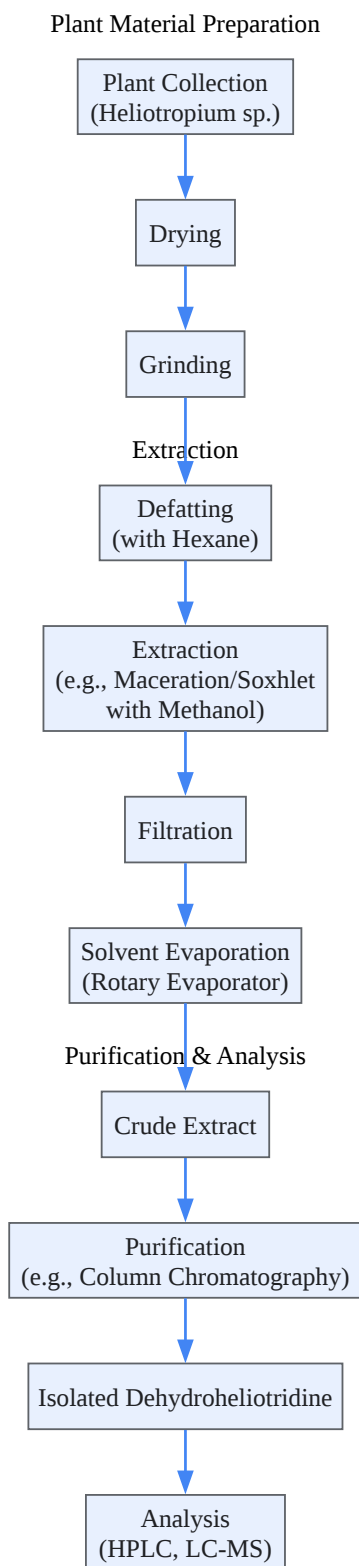 Plant Material Preparation
Plant Collection
(Heliotropium sp.)
Drying
Grinding
Extraction
Defatting
(with Hexane)
Extraction
(e.g., Maceration/Soxhlet
with Methanol)
Filtration
Solvent Evaporation
(Rotary Evaporator)
Purification & Analysis
Crude Extract
Purification
(e.g., Column Chromatography)
Isolated Dehydroheliotridine
Analysis
(HPLC, LC-MS)